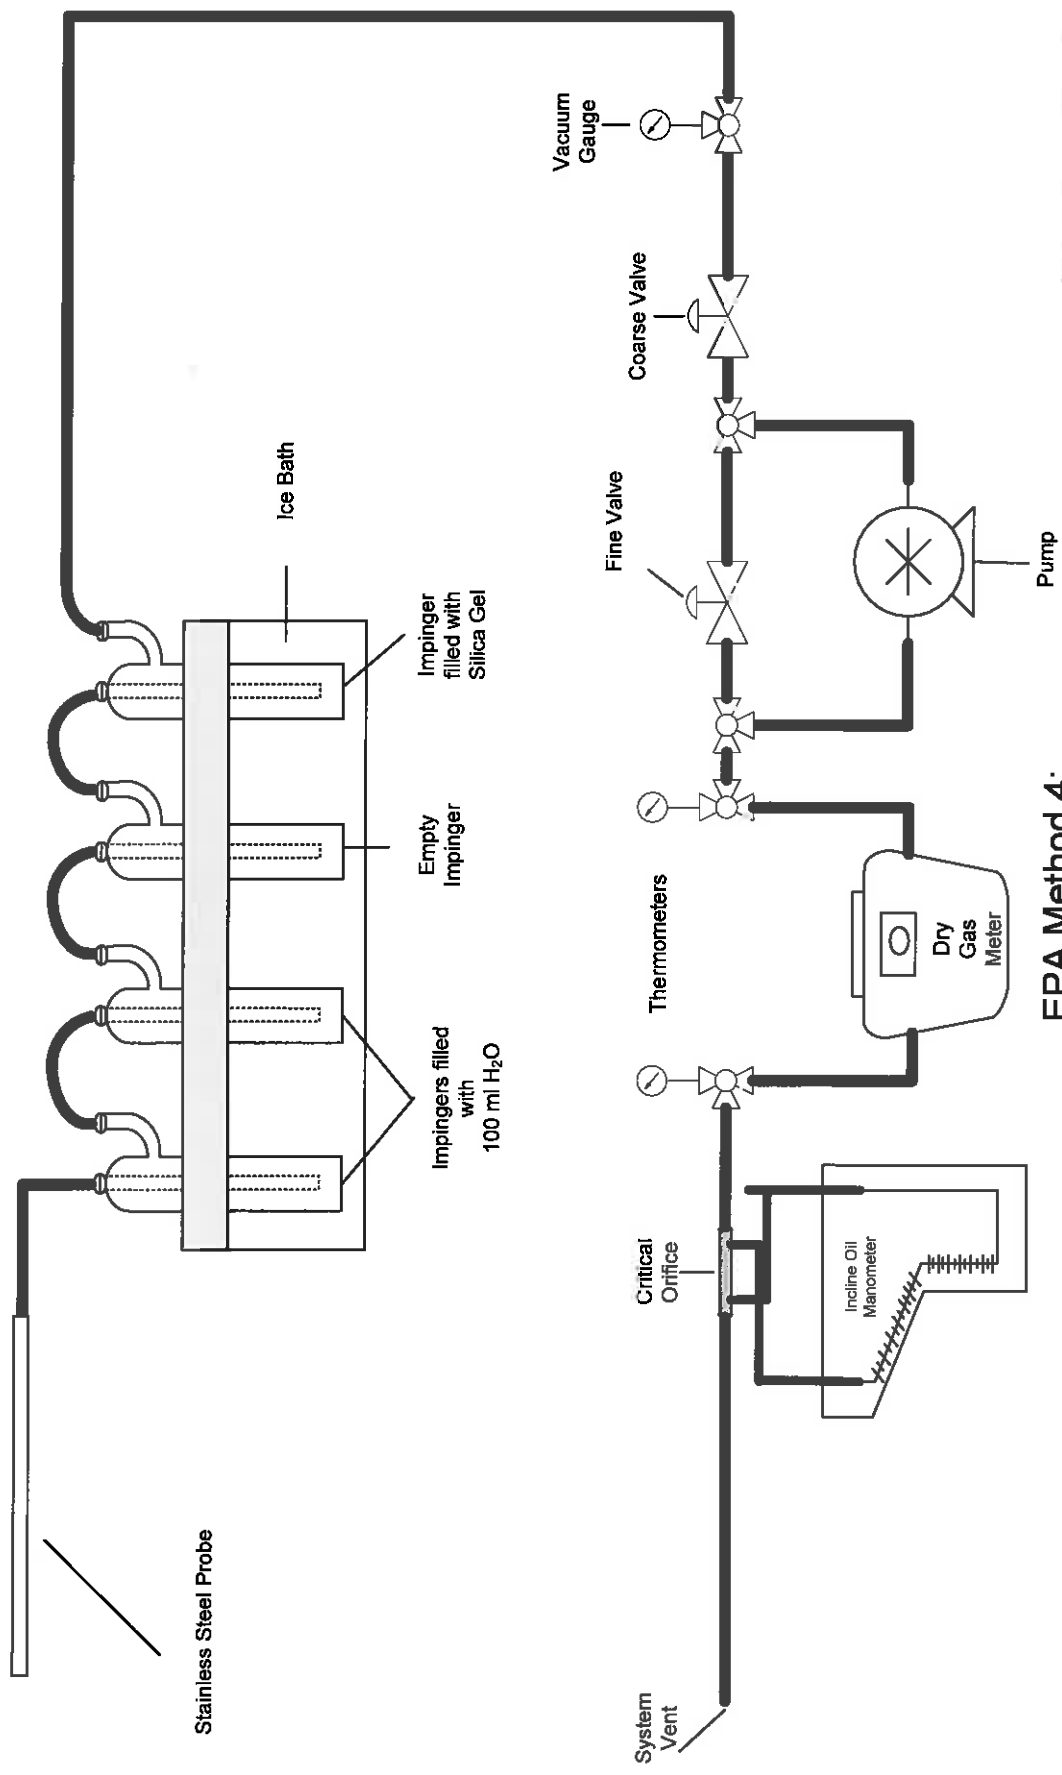 Stainless Steel Probe
Impingers filled
with
100 ml H₂O
Empty
Impinger
Impinger
filled with
Silica Gel
Ice Bath
System
Vent
Critical
Orifice
Incline Oil
Manometer
Thermometers
Dry
Gas
Meter
Fine Valve
Pump
Coarse Valve
Vacuum
Gauge
EPA Method 4: